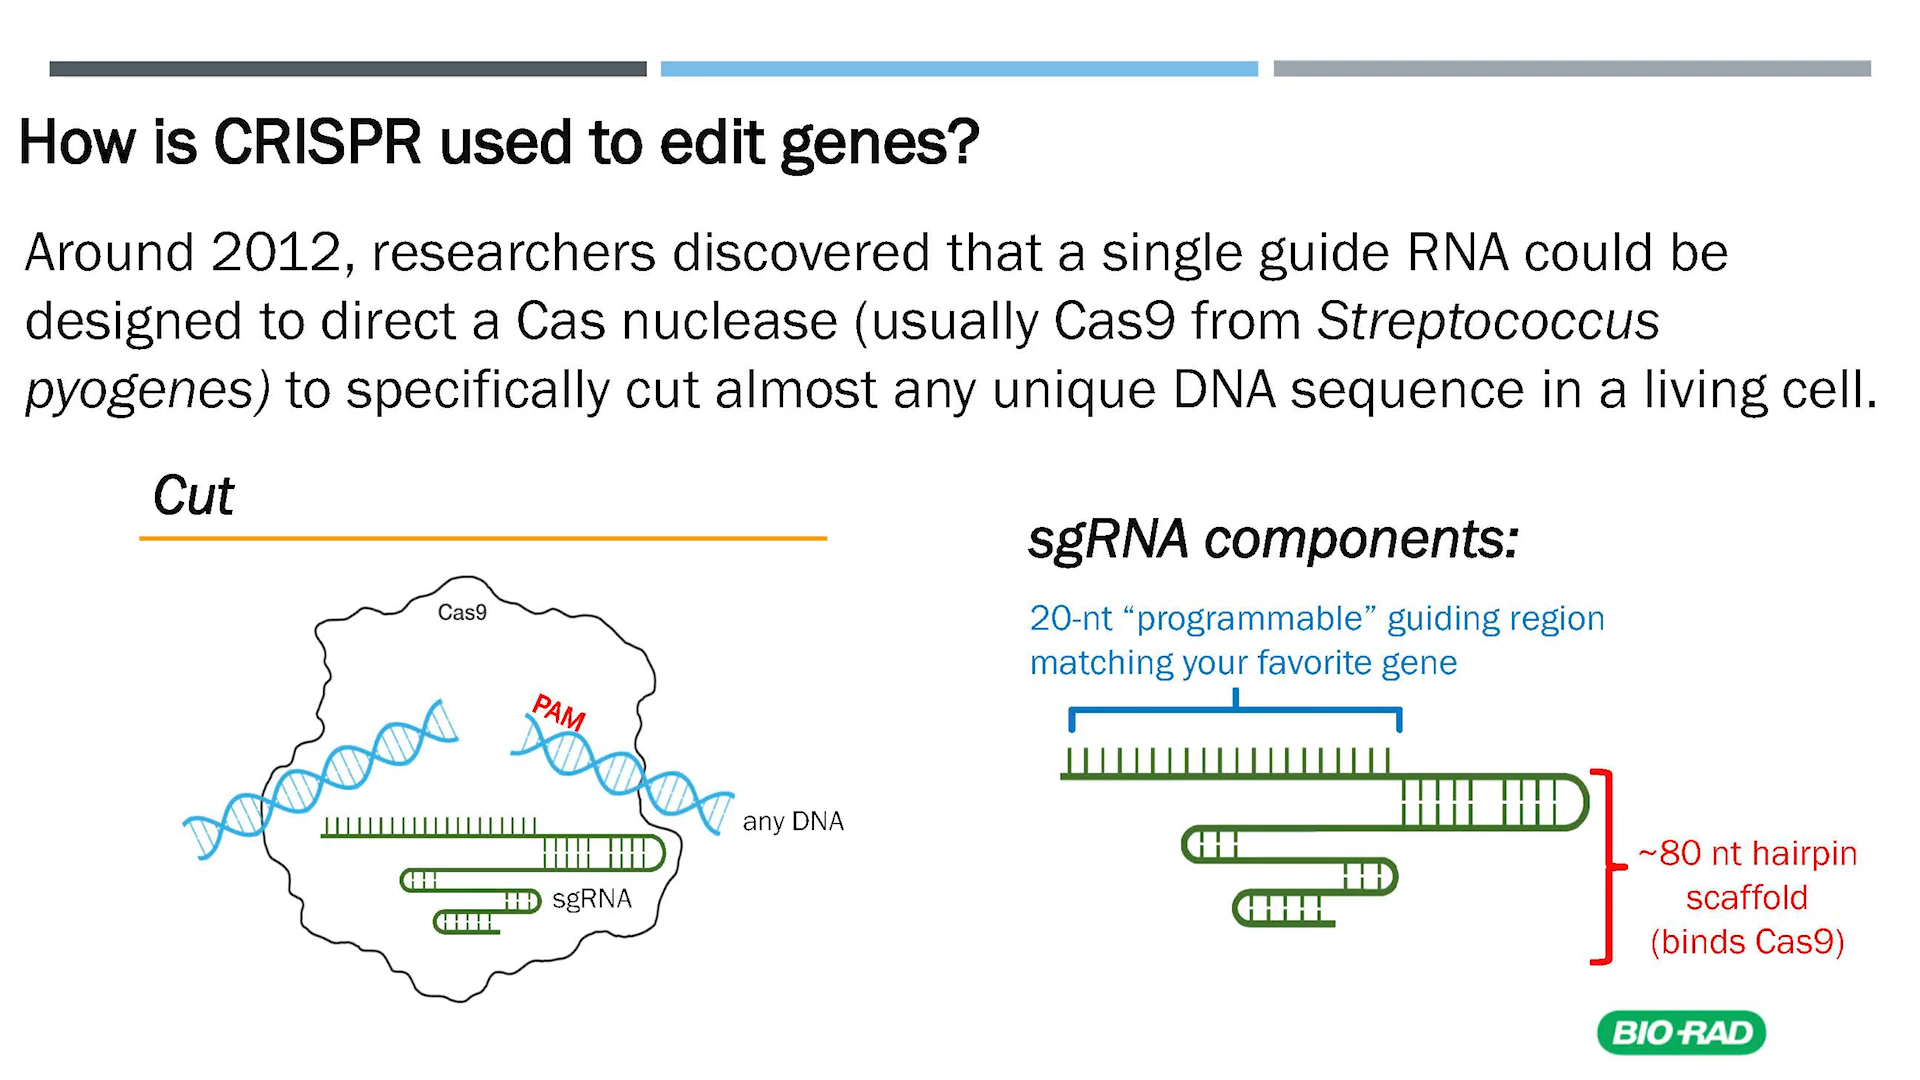 How is CRISPR used to edit genes?
Around 2012, researchers discovered that a single guide RNA could be
designed to direct a Cas nuclease (usually Cas9 from Streptococcus
pyogenes) to specifically cut almost any unique DNA sequence in a living cell.
Cut
Cas9
PAM
any DNA
sgRNA
sgRNA components:
20-nt “programmable” guiding region
matching your favorite gene
~80 nt hairpin
scaffold
(binds Cas9)
BIO-RAD